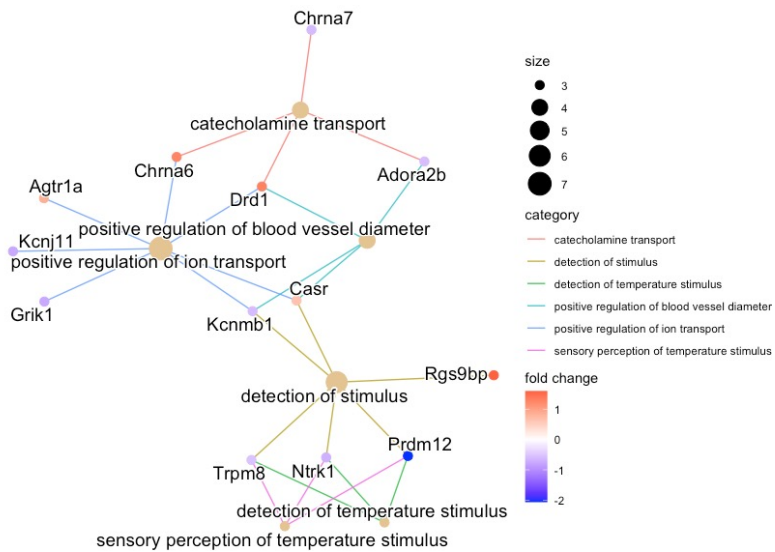 Chrna7
catecholamine transport
Chrna6
Adora2b
Agtr1a
Drd1
positive regulation of blood vessel diameter
Kcnj11
positive regulation of ion transport
Casr
Grik1
Kcnmb1
Rgs9bp
detection of stimulus
Prdm12
Trpm8
Ntrk1
detection of temperature stimulus
sensory perception of temperature stimulus
size
3
4
5
6
7
category
catecholamine transport
detection of stimulus
detection of temperature stimulus
positive regulation of blood vessel diameter
positive regulation of ion transport
sensory perception of temperature stimulus
fold change
1
0
-1
-2